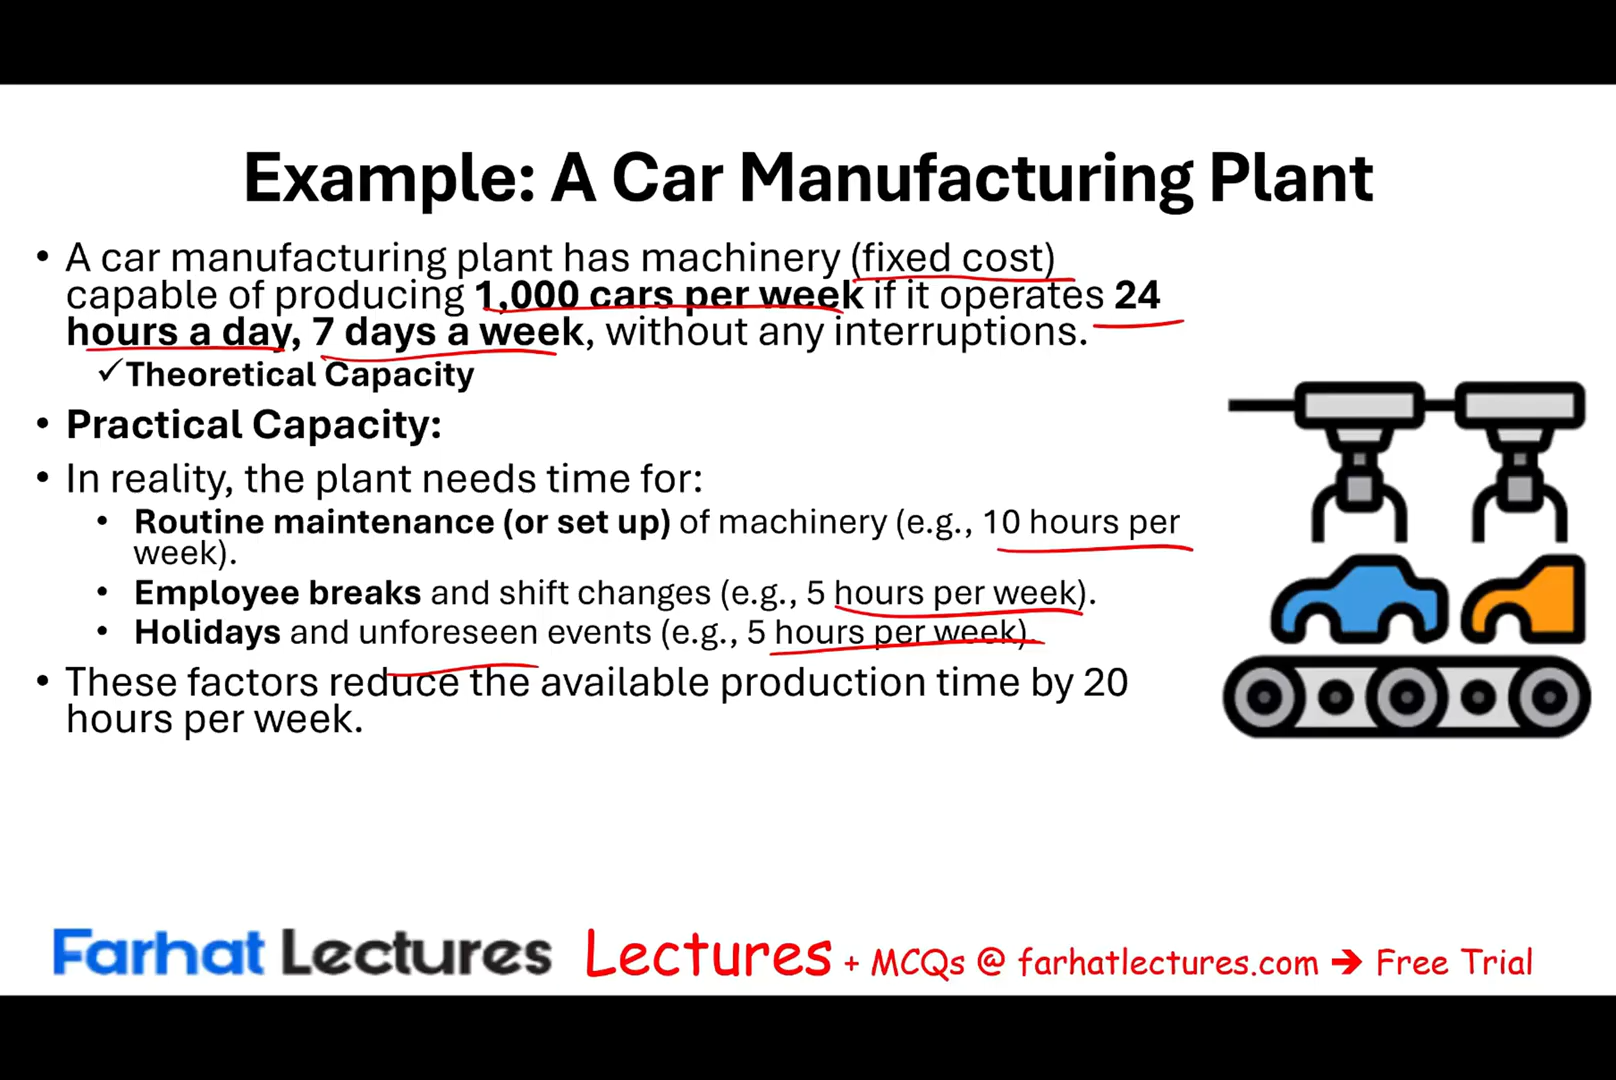 Example: A Car Manufacturing Plant
• A car manufacturing plant has machinery (fixed cost)
capable of producing 1,000 cars per week if it operates 24
hours a day, 7 days a week, without any interruptions.
✓Theoretical Capacity
• Practical Capacity:
• In reality, the plant needs time for:
• Routine maintenance (or set up) of machinery (e.g., 10 hours per
week).
• Employee breaks and shift changes (e.g., 5 hours per week).
• Holidays and unforeseen events (e.g., 5 hours per week).
• These factors reduce the available production time by 20
hours per week.
Farhat Lectures Lectures + MCQs @ farhatlectures.com → Free Trial